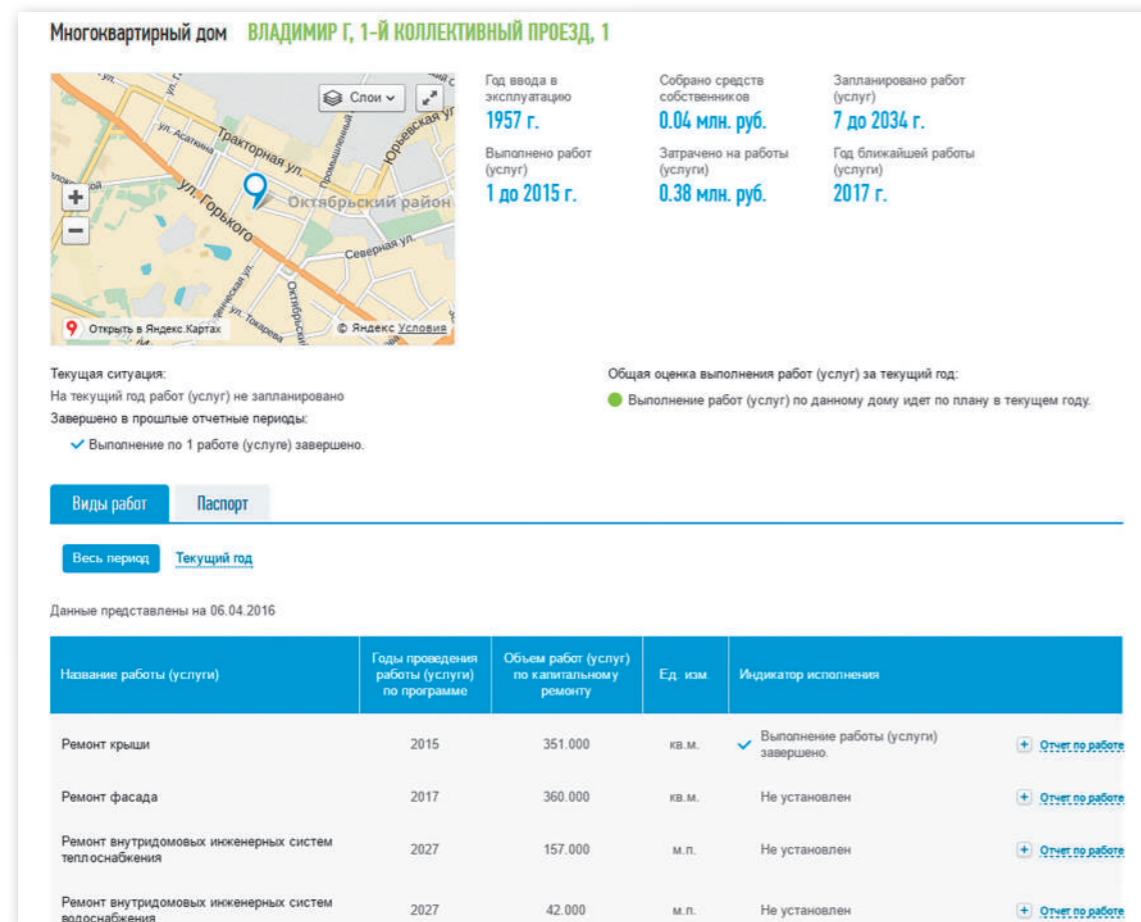 Многоквартирный дом ВЛАДИМИР Г, 1-Й КОЛЛЕКТИВНЫЙ ПРОЕЗД, 1
Слои
ул. Асаткина
Тракторная ул.
Промышленный
Юрьевская ул
ул. Горького
Октябрьский район
Северная ул.
ул. Токарева
Октябрьский
Открыть в Яндекс.Картах
© Яндекс Условия
Год ввода в
эксплуатацию
1957 г.
Собрано средств
собственников
0.04 млн. руб.
Запланировано работ
(услуг)
7 до 2034 г.
Выполнено работ
(услуг)
1 до 2015 г.
Затрачено на работы
(услуги)
0.38 млн. руб.
Год ближайшей работы
(услуги)
2017 г.
Текущая ситуация:
На текущий год работ (услуг) не запланировано
Завершено в прошлые отчетные периоды:
Выполнение по 1 работе (услуге) завершено.
Общая оценка выполнения работ (услуг) за текущий год:
Выполнение работ (услуг) по данному дому идет по плану в текущем году.
Виды работ Паспорт
Весь период Текущий год
Данные представлены на 06.04.2016
Название работы (услуги)
Годы проведения
работы (услуги)
по программе
Объем работ (услуг)
по капитальному
ремонту
Ед. изм.
Индикатор исполнения
Ремонт крыши 2015 351.000 кв.м.
Выполнение работы (услуги)
завершено.
+ Отчет по работе
Ремонт фасада 2017 360.000 кв.м. Не установлен + Отчет по работе
Ремонт внутридомовых инженерных систем
теплоснабжения
2027 157.000 м.п. Не установлен + Отчет по работе
Ремонт внутридомовых инженерных систем
водоснабжения
2027 42.000 м.п. Не установлен + Отчет по работе